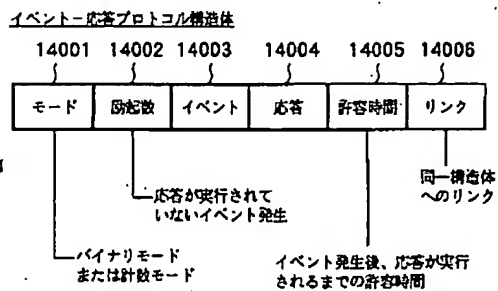 イベント－応答プロトコル構造体
14001 14002 14003 14004 14005 14006
モード 励起数 イベント 応答 許容時間 リンク
同一構造体
へのリンク
応答が実行されて
いないイベント発生
バイナリモード
または計数モード
イベント発生後、応答が実行
されるまでの許容時間